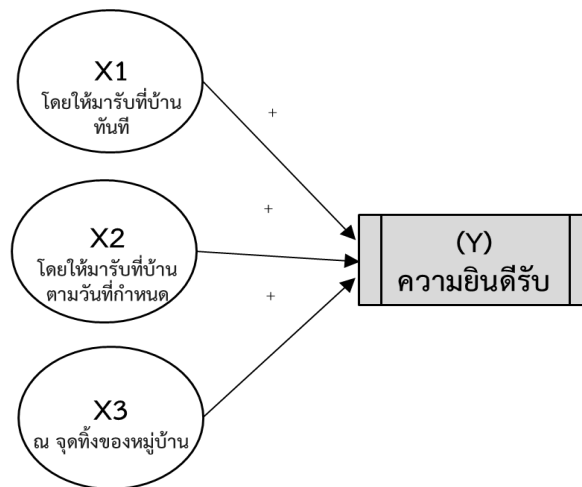 X1
โดยให้มารับที่บ้าน
ทันที
+
X2
โดยให้มารับที่บ้าน
ตามวันที่กำหนด
+
X3
ณ จุดทิ้งของหมู่บ้าน
+
(Y)
ความยินดีรับ